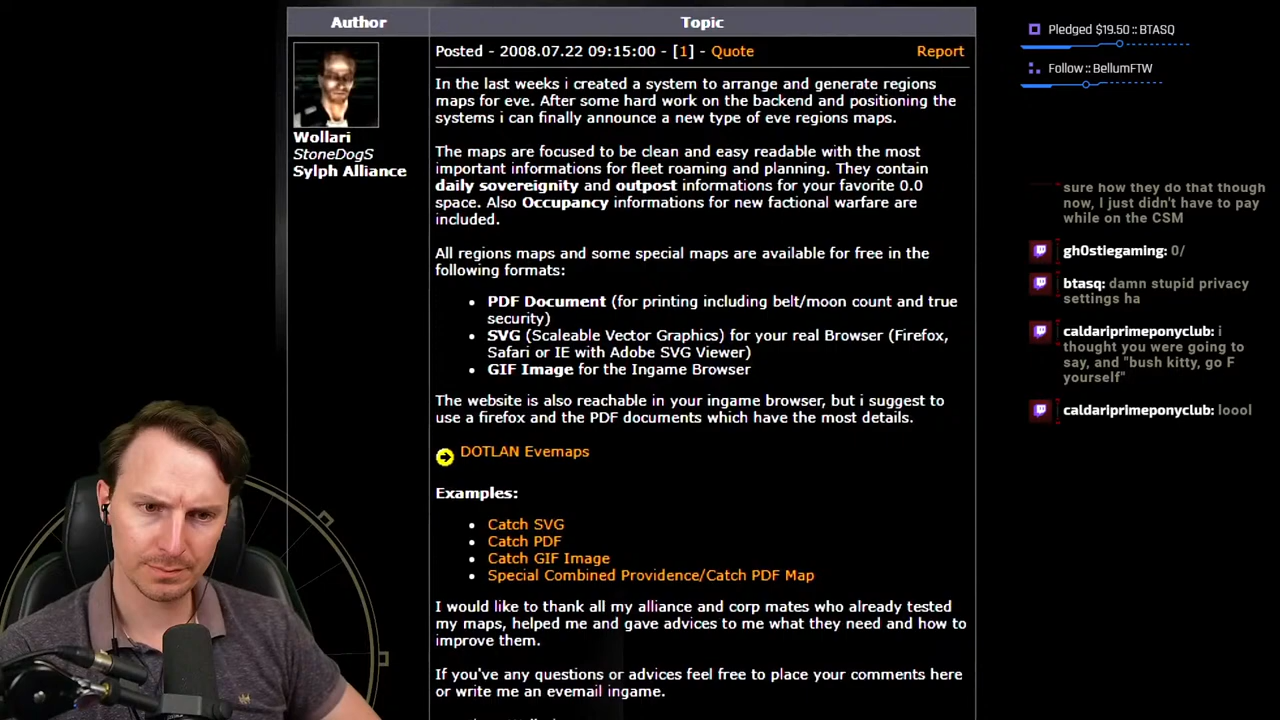 Author
Topic
Posted - 2008.07.22 09:15:00 - [1] - Quote
Report
Wollari
StoneDogS
Sylph Alliance
In the last weeks i created a system to arrange and generate regions
maps for eve. After some hard work on the backend and positioning the
systems i can finally announce a new type of eve regions maps.
The maps are focused to be clean and easy readable with the most
important informations for fleet roaming and planning. They contain
daily sovereignity and outpost informations for your favorite 0.0
space. Also Occupancy informations for new factional warfare are
included.
All regions maps and some special maps are available for free in the
following formats:
PDF Document (for printing including belt/moon count and true
security)
SVG (Scaleable Vector Graphics) for your real Browser (Firefox,
Safari or IE with Adobe SVG Viewer)
GIF Image for the Ingame Browser
The website is also reachable in your ingame browser, but i suggest to
use a firefox and the PDF documents which have the most details.
DOTLAN Evemaps
Examples:
Catch SVG
Catch PDF
Catch GIF Image
Special Combined Providence/Catch PDF Map
I would like to thank all my alliance and corp mates who already tested
my maps, helped me and gave advices to me what they need and how to
improve them.
If you've any questions or advices feel free to place your comments here
or write me an evemail ingame.
Pledged $19.50 :: BTASQ
Follow :: BellumFTW
sure how they do that though
now, I just didn't have to pay
while on the CSM
gh0stiegaming: 0/
btasq: damn stupid privacy
settings ha
caldariprimeponyclub: i
thought you were going to
say, and "bush kitty, go F
yourself"
caldariprimeponyclub: loool